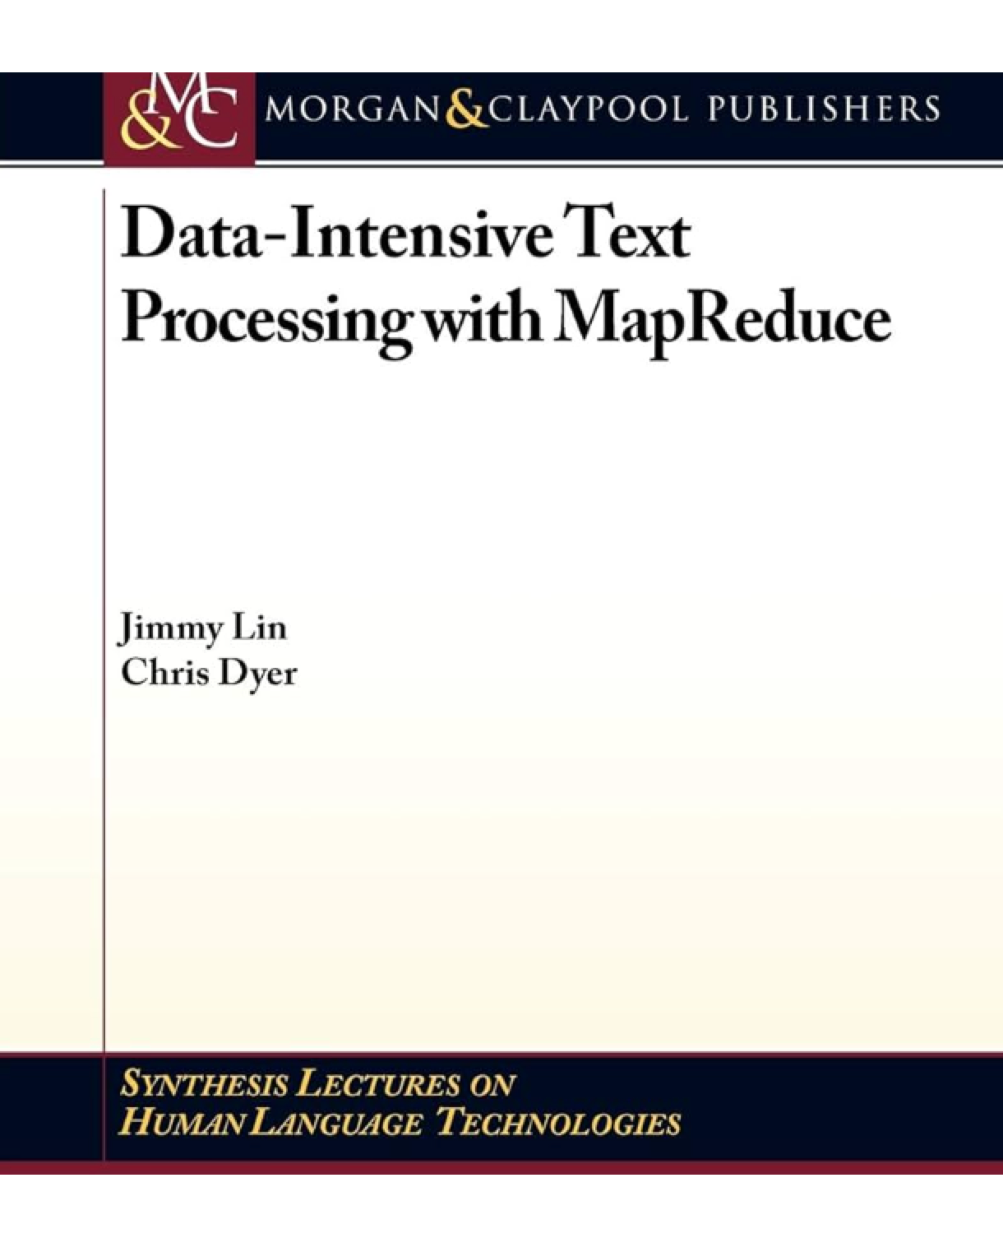 M&C MORGAN&CLAYPOOL PUBLISHERS
Data-Intensive Text
Processing with MapReduce
Jimmy Lin
Chris Dyer
SYNTHESIS LECTURES ON
HUMAN LANGUAGE TECHNOLOGIES